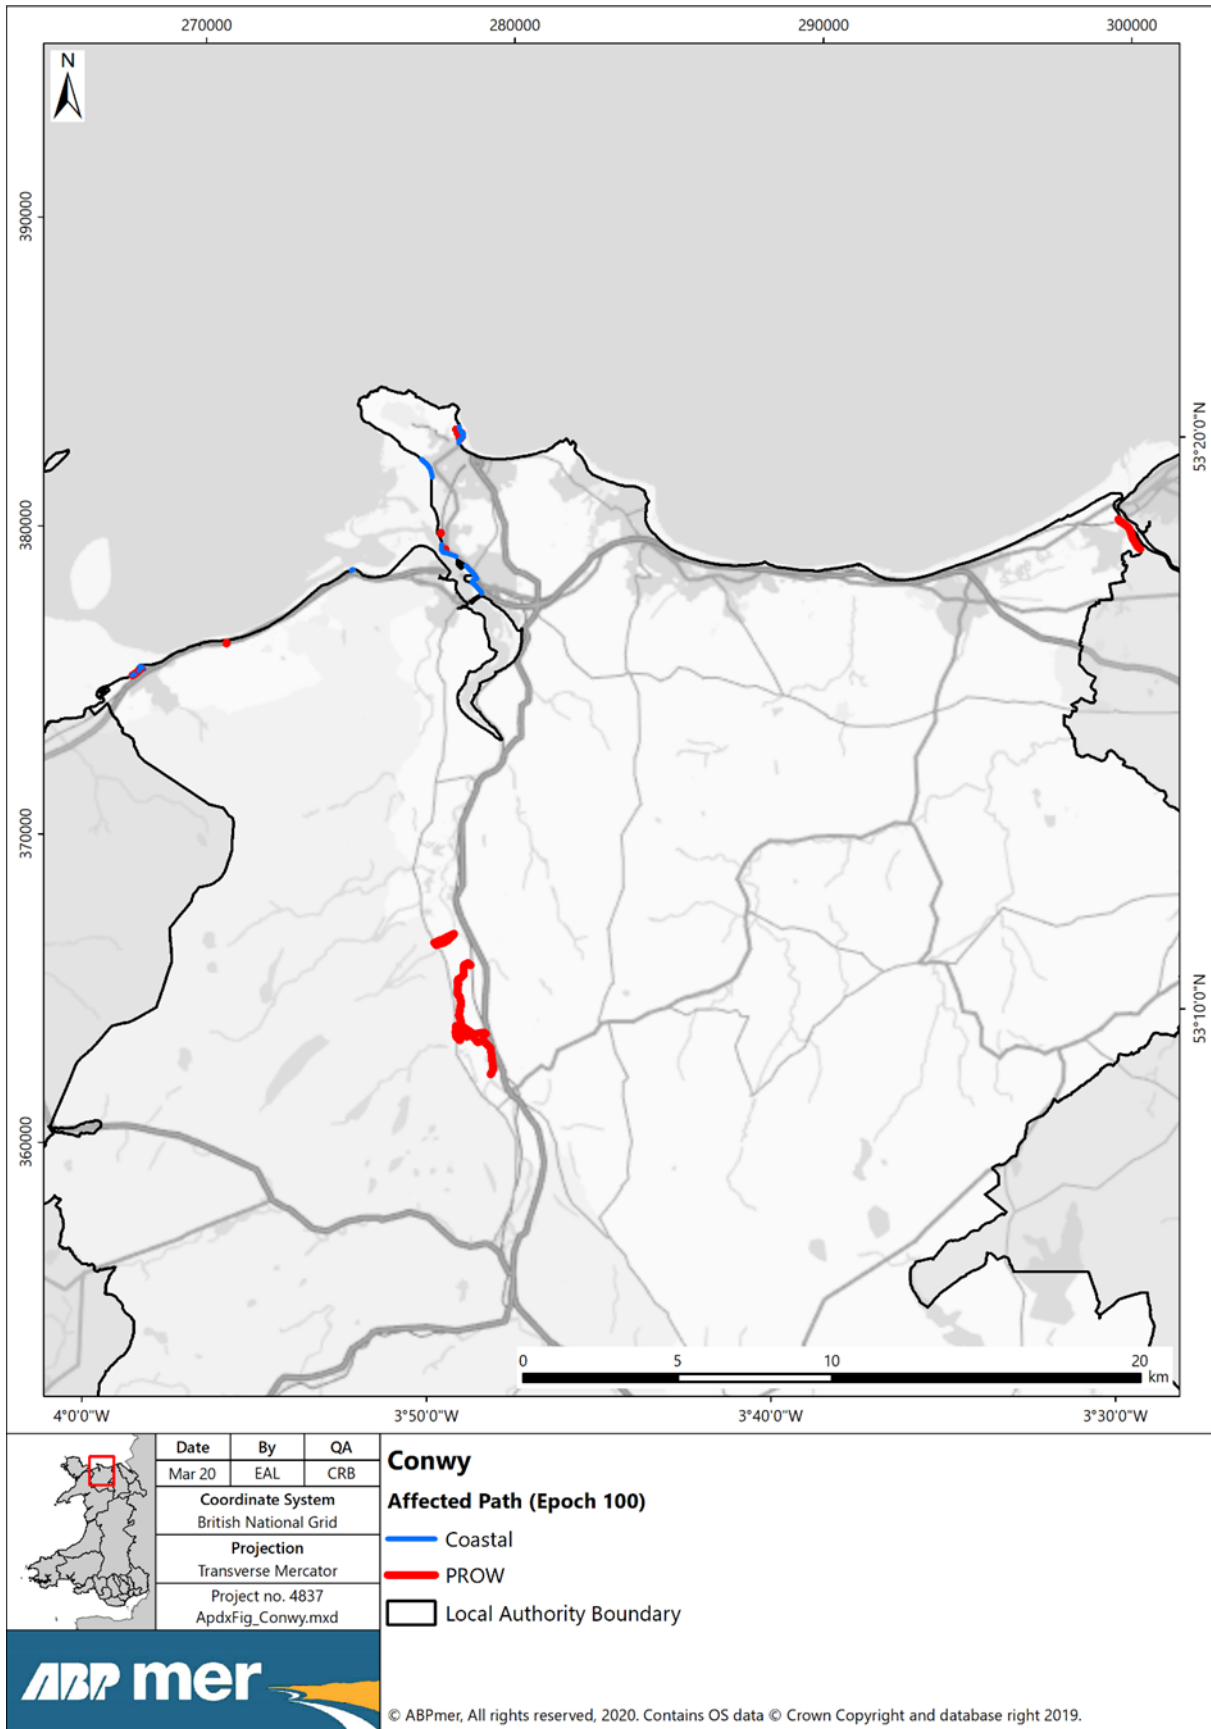 270000 280000 290000 300000
N
390000
380000
370000
360000
53°20'0"N
53°10'0"N
0 5 10 20
km
4°0'0"W 3°50'0"W 3°40'0"W 3°30'0"W
Date By QA
Mar 20 EAL CRB
Coordinate System
British National Grid
Projection
Transverse Mercator
Project no. 4837
ApdxFig_Conwy.mxd
ABP mer
Conwy
Affected Path (Epoch 100)
Coastal
PROW
Local Authority Boundary
© ABPmer, All rights reserved, 2020. Contains OS data © Crown Copyright and database right 2019.